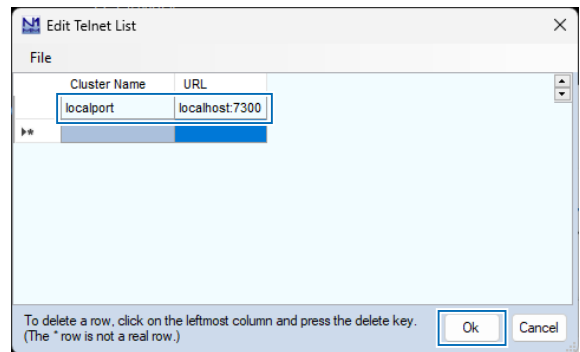 Edit Telnet List
File
Cluster Name URL
localport localhost:7300
To delete a row, click on the leftmost column and press the delete key.
(The * row is not a real row.)
Ok Cancel